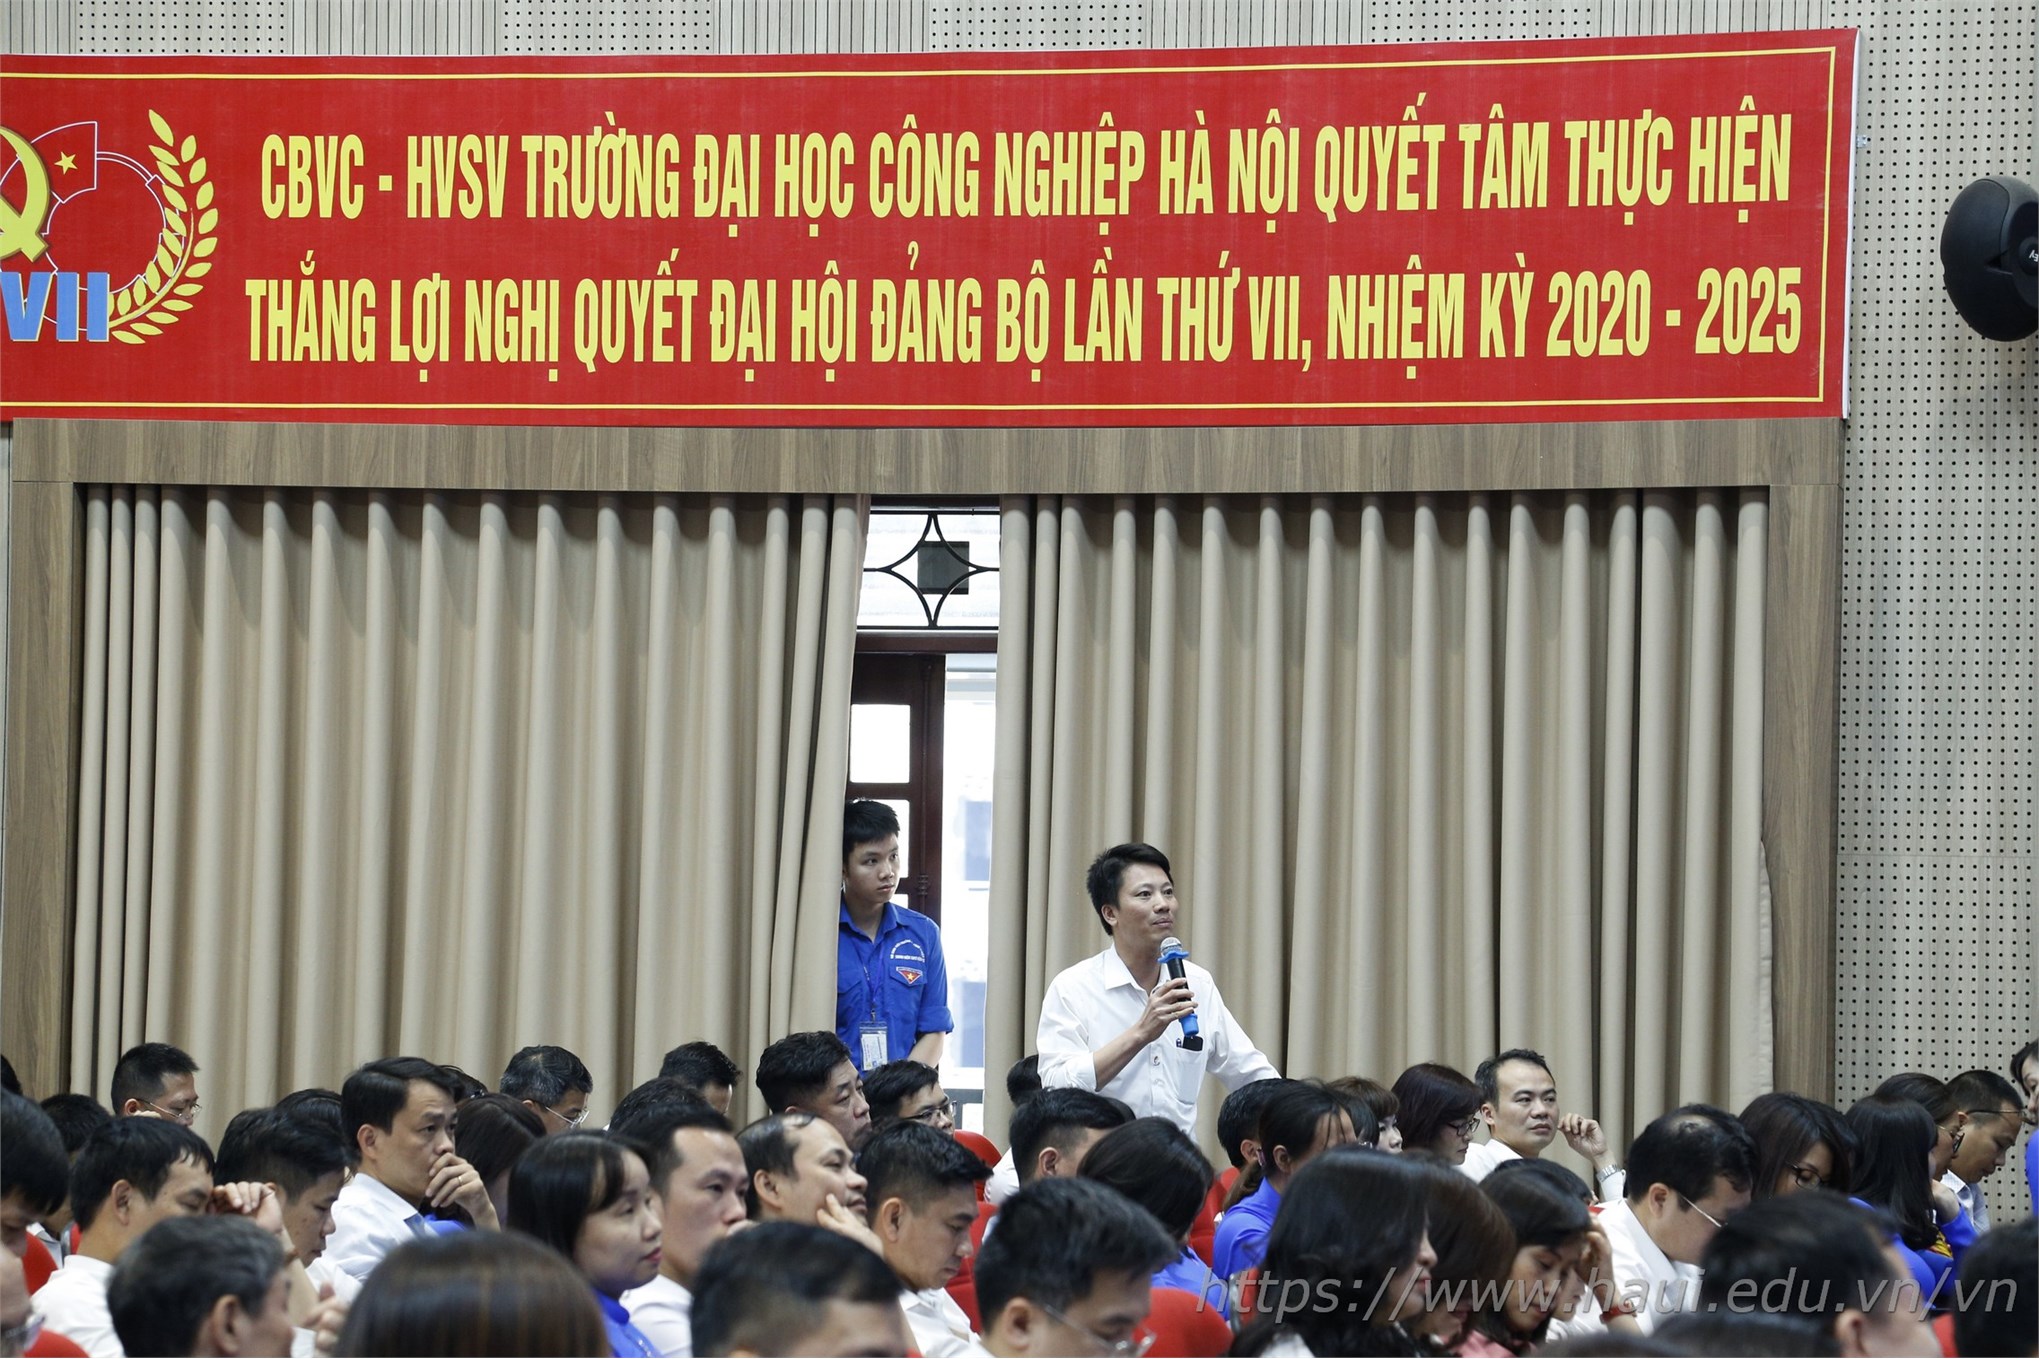 CBVC - HVSV TRƯỜNG ĐẠI HỌC CÔNG NGHIỆP HÀ NỘI QUYẾT TÂM THỰC HIỆN
THẮNG LỢI NGHỊ QUYẾT ĐẠI HỘI ĐẢNG BỘ LẦN THỨ VII, NHIỆM KỲ 2020 - 2025
VII
https://www.haui.edu.vn/vn